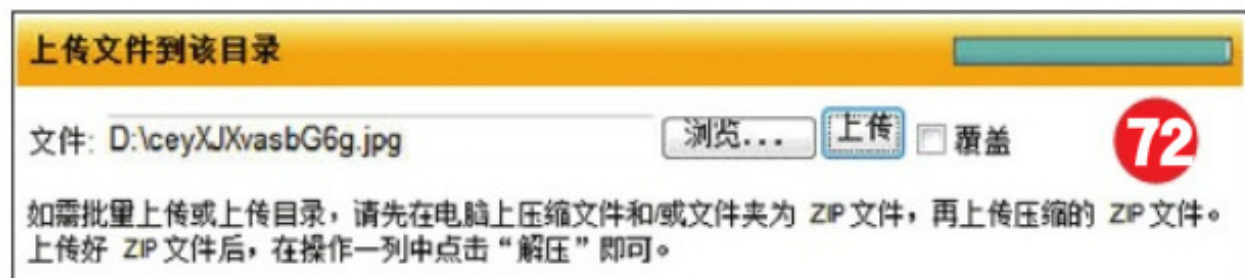 上传文件到该目录
文件: D:\ceyXJXvasbG6g.jpg 浏览... 上传 覆盖
72
如需批量上传或上传目录，请先在电脑上压缩文件和/或文件夹为 ZIP 文件，再上传压缩的 ZIP 文件。
上传好 ZIP 文件后，在操作一列中点击“解压”即可。